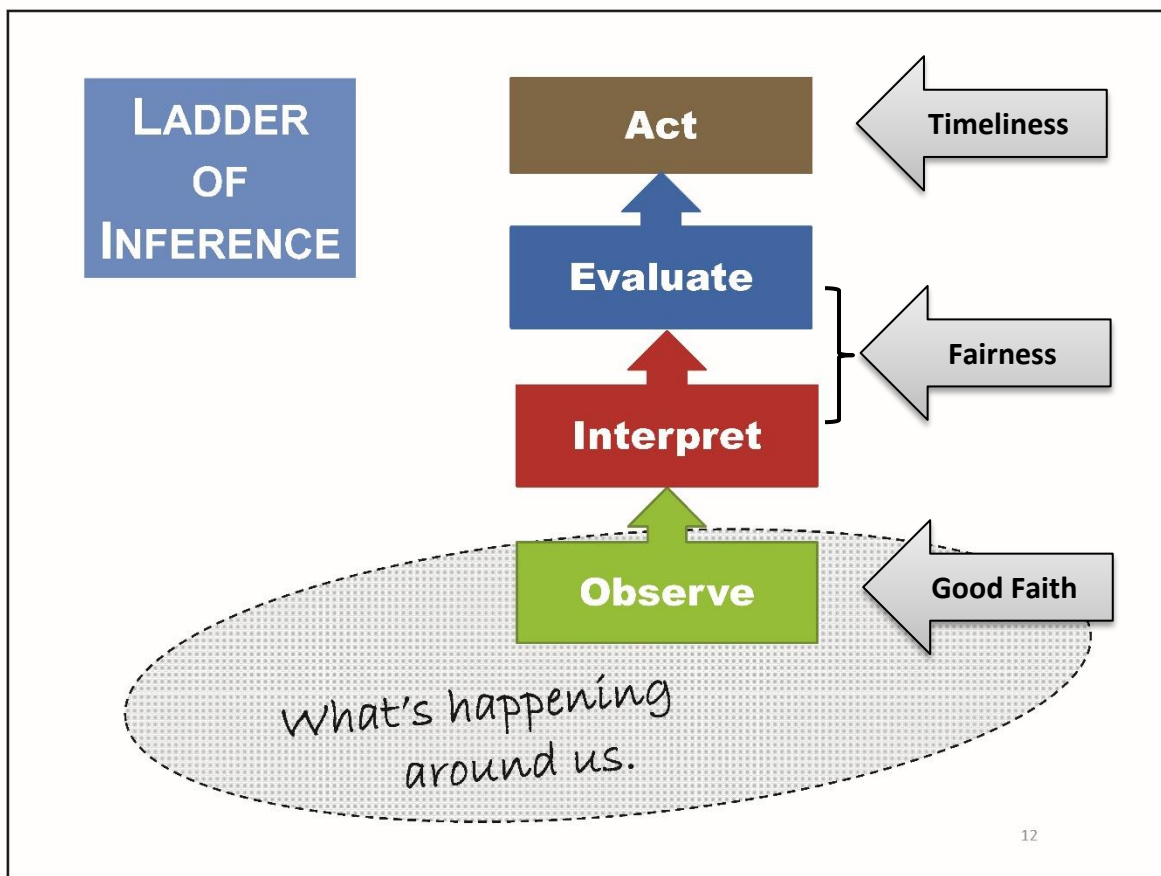 LADDER
OF
INFERENCE
Act
Timeliness
Evaluate
Fairness
Interpret
Observe
Good Faith
What's happening
around us.
12